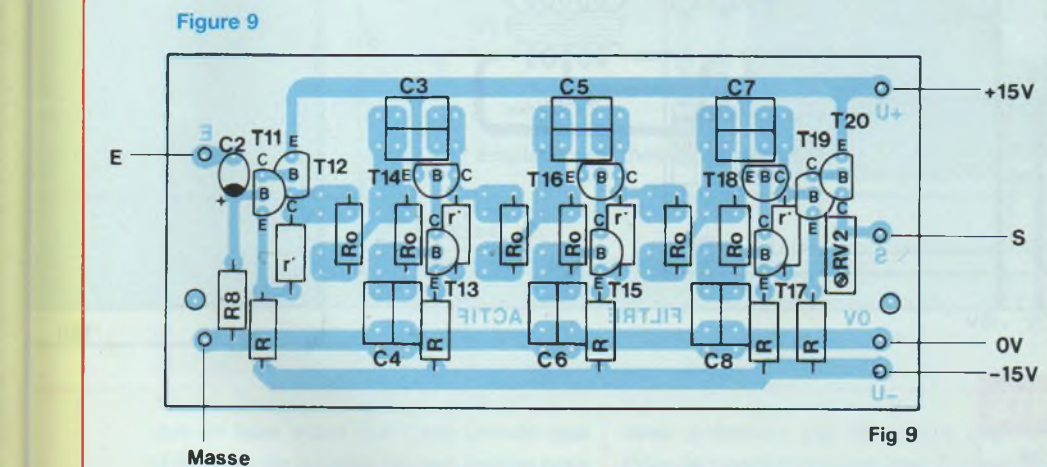 Figure 9
C3 C5 C7
+15V
U+
E
E
C2
T11
E
T12
C
B
B
C
E
+
T14
E B C
T16
E B C
T18
E B C
T19
T20
E
C
B
B
C
E
Ro Ro r' Ro Ro r' Ro Ro r'
C
B
E
C
B
E
C
B
E
RV2
S
S
r'
R8
R
T13
T15
T17
R R R R
ACTIF
FILTRE
C4 C6 C8
0V
0V
-15V
U-
Masse
Fig 9